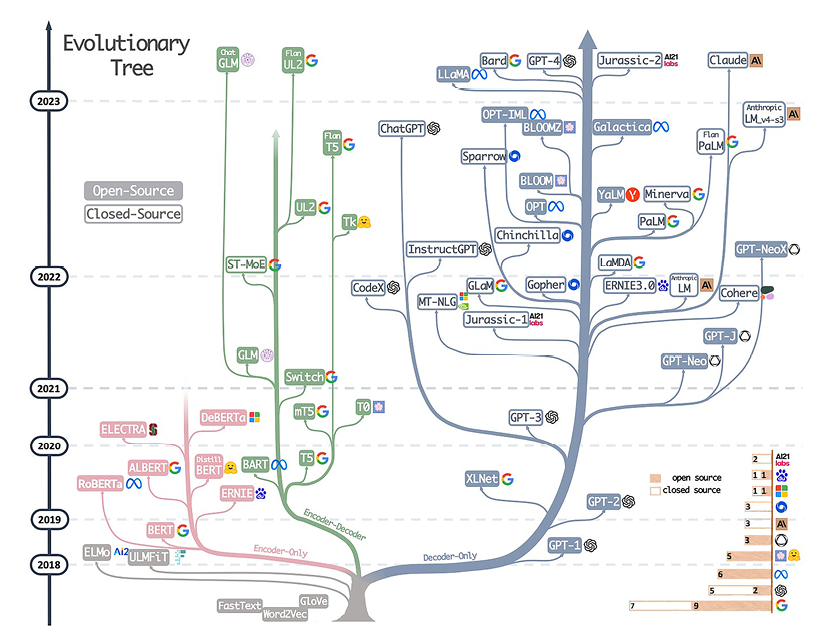 Evolutionary
Tree
2023
2022
2021
2020
2019
2018
Open-Source
Closed-Source
Chat
GLM
Flan
UL2
Flan
T5
UL2
Tk
ST-MoE
GLM
Switch
mT5
T0
BART
T5
Encoder-Decoder
DeBERTa
ELECTRA
ALBERT
Distill
BERT
RoBERTa
ERNIE
BERT
Encoder-Only
ELMo
Ai2
ULMFiT
FastText
Word2Vec
GloVe
Bard
GPT-4
Jurassic-2
AI21
labs
Claude
A\
LLaMA
OPT-IML
BLOOMZ
Galactica
Anthropic
LM_v4-s3
A\
ChatGPT
Flan
PaLM
Sparrow
BLOOM
OPT
YaLM
Minerva
PaLM
Chinchilla
InstructGPT
GPT-NeoX
LaMDA
CodeX
GLaM
Gopher
ERNIE3.0
Anthropic
LM
A\
Cohere
MT-NLG
Jurassic-1
AI21
labs
GPT-J
GPT-Neo
GPT-3
XLNet
GPT-2
GPT-1
Decoder-Only
open source
closed source
2 AI21
labs
1 1
1 1
3
3 A\
3
5
6
5 2
7 9